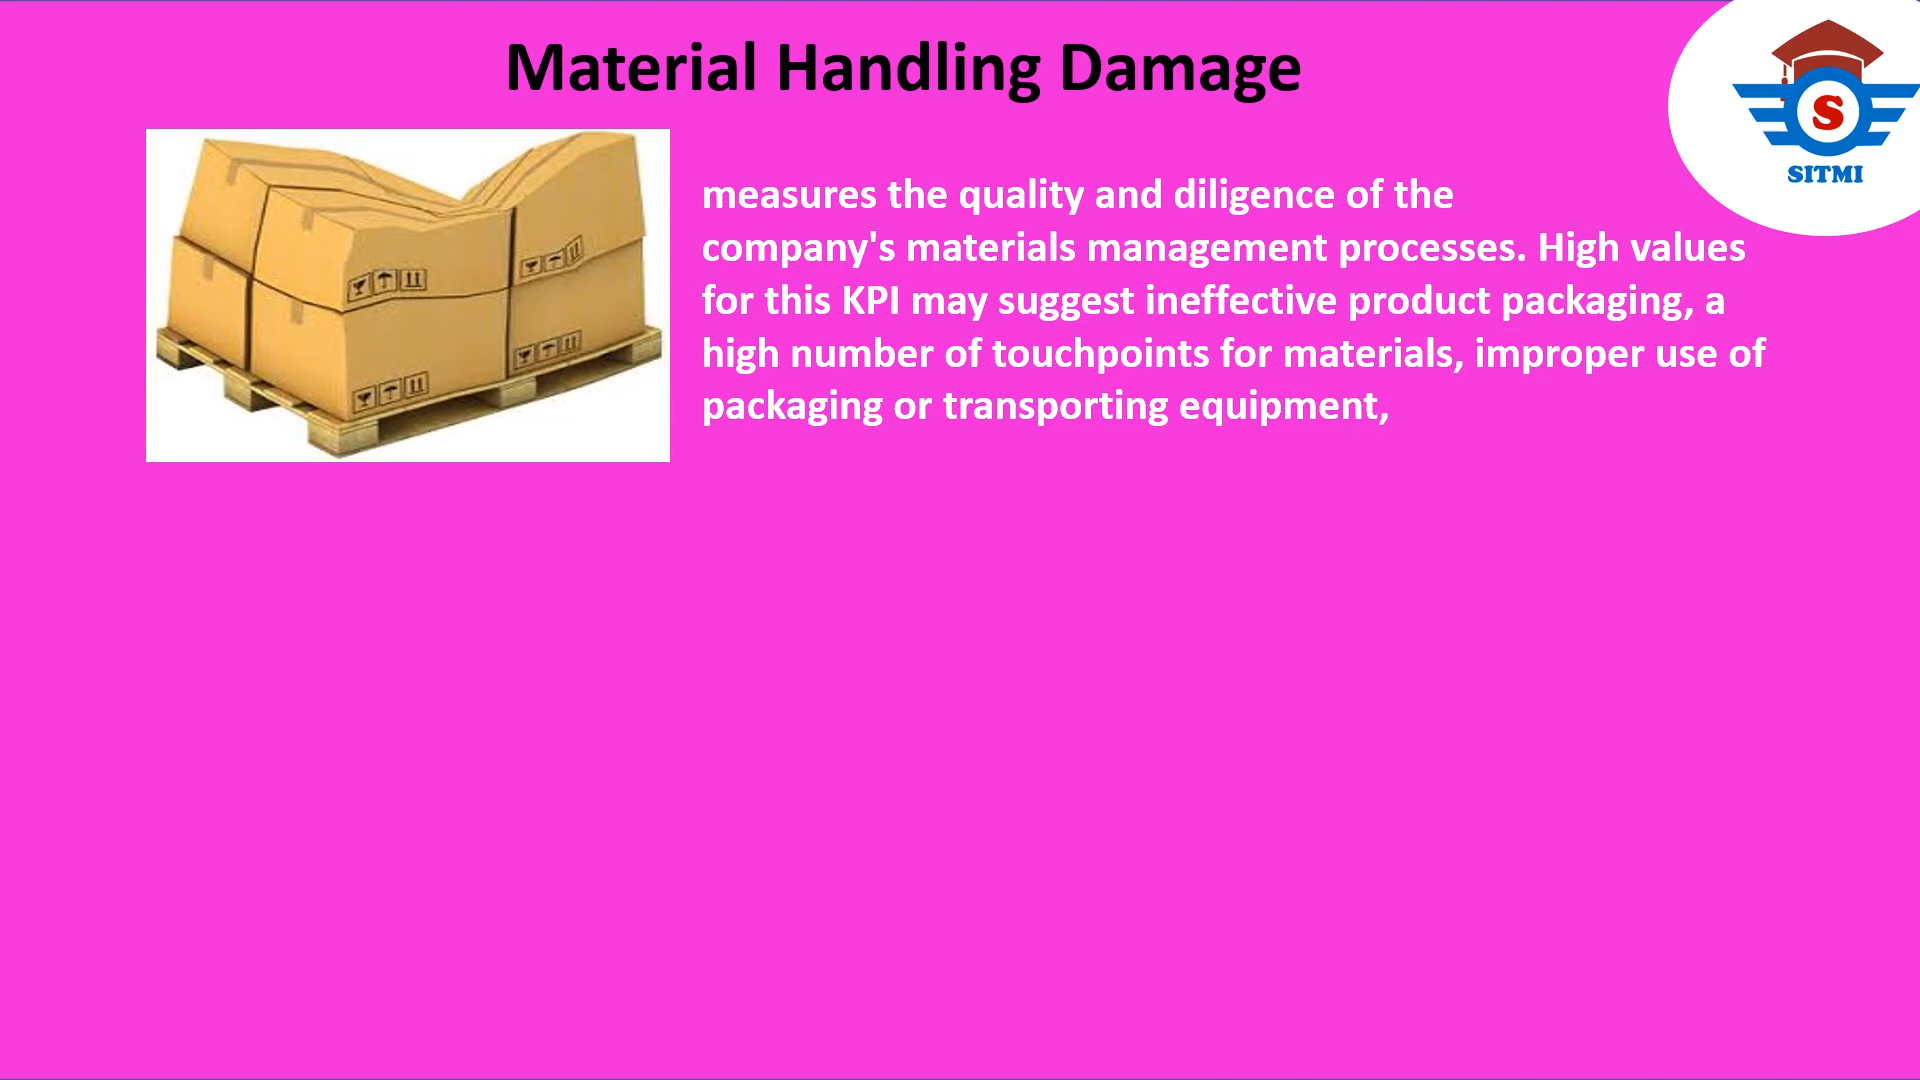 Material Handling Damage
S
SITMI
measures the quality and diligence of the
company's materials management processes. High values
for this KPI may suggest ineffective product packaging, a
high number of touchpoints for materials, improper use of
packaging or transporting equipment,